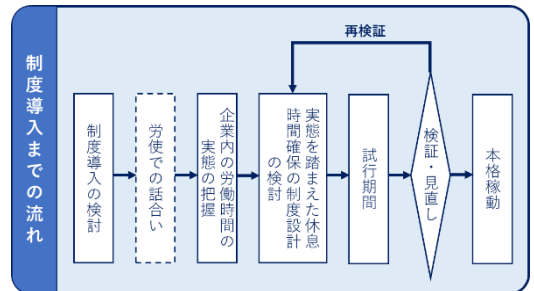 制度導入までの流れ
再検証
制度導入の検討
労使での話合い
企業内の労働時間の
実態の把握
実態を踏まえた休息
時間確保の制度設計
の検討
試行期間
検証・見直し
本格稼動